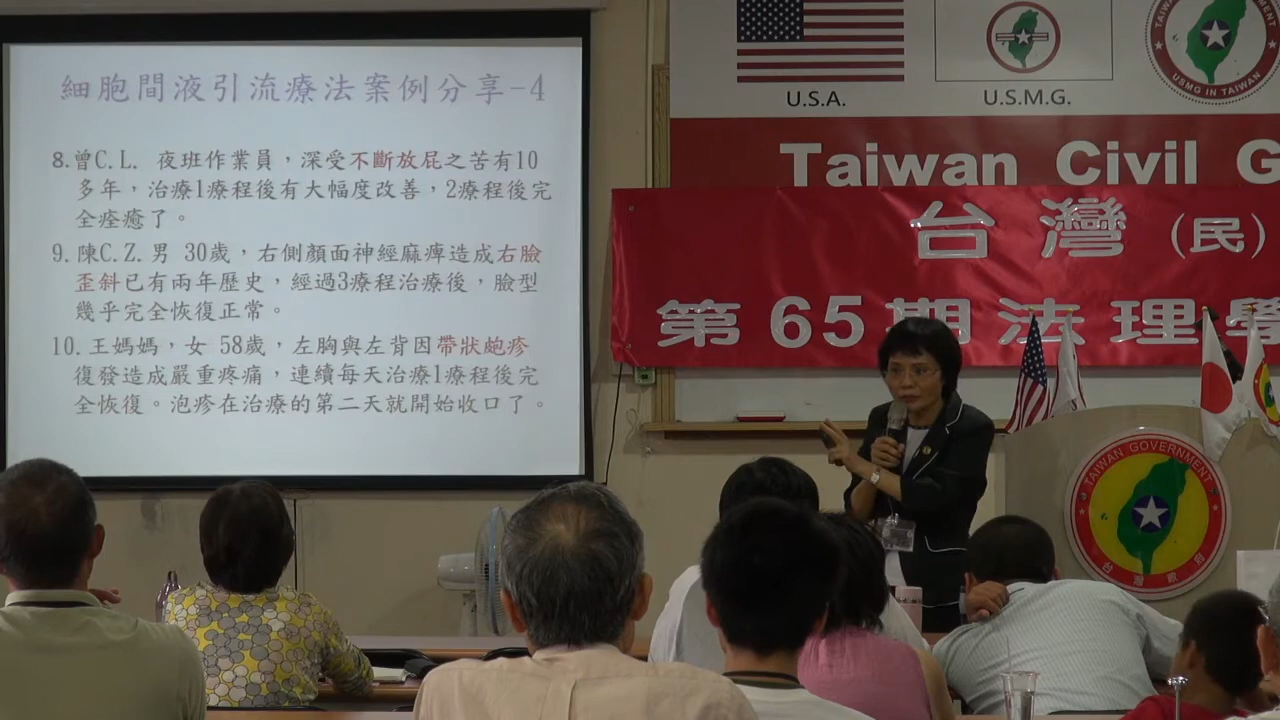 細胞間液引流療法案例分享-4
8.曾C.L. 夜班作業員，深受不斷放屁之苦有10
多年，治療1療程後有大幅度改善，2療程後完
全痊癒了。
9.陳C.Z.男 30歲，右側顏面神經麻痺造成右臉
歪斜已有兩年歷史，經過3療程治療後，臉型
幾乎完全恢復正常。
10.王媽媽，女 58歲，左胸與左背因帶狀皰疹
復發造成嚴重疼痛，連續每天治療1療程後完
全恢復。泡疹在治療的第二天就開始收口了。
U.S.A.
U.S.M.G.
USMG IN TAIWAN
Taiwan Civil G
台灣(民)
第65期法理學
TAIWAN GOVERNMENT
台灣政府